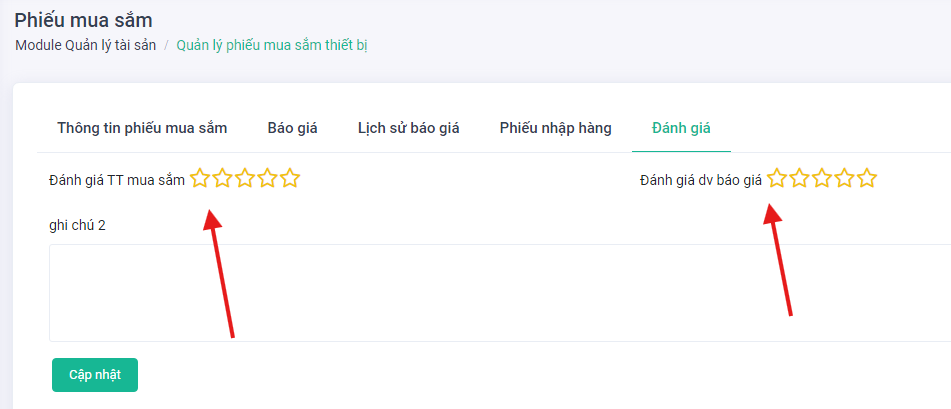 Phiếu mua sắm
Module Quản lý tài sản / Quản lý phiếu mua sắm thiết bị
Thông tin phiếu mua sắm Báo giá Lịch sử báo giá Phiếu nhập hàng Đánh giá
Đánh giá TT mua sắm Đánh giá dv báo giá
ghi chú 2
Cập nhật